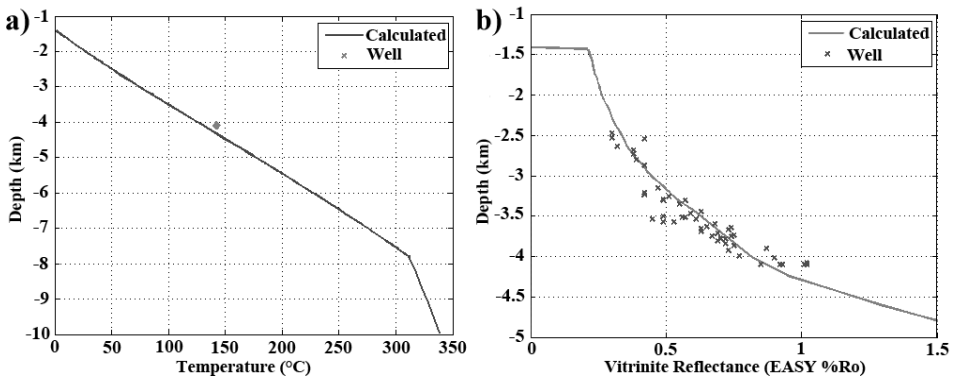 a)
-1
-2
-3
-4
-5
-6
-7
-8
-9
-10
Depth (km)
0 50 100 150 200 250 300 350
Temperature (°C)
Calculated
Well
b)
-1
-1.5
-2
-2.5
-3
-3.5
-4
-4.5
-5
Depth (km)
0 0.5 1 1.5
Vitrinite Reflectance (EASY %Ro)
Calculated
Well